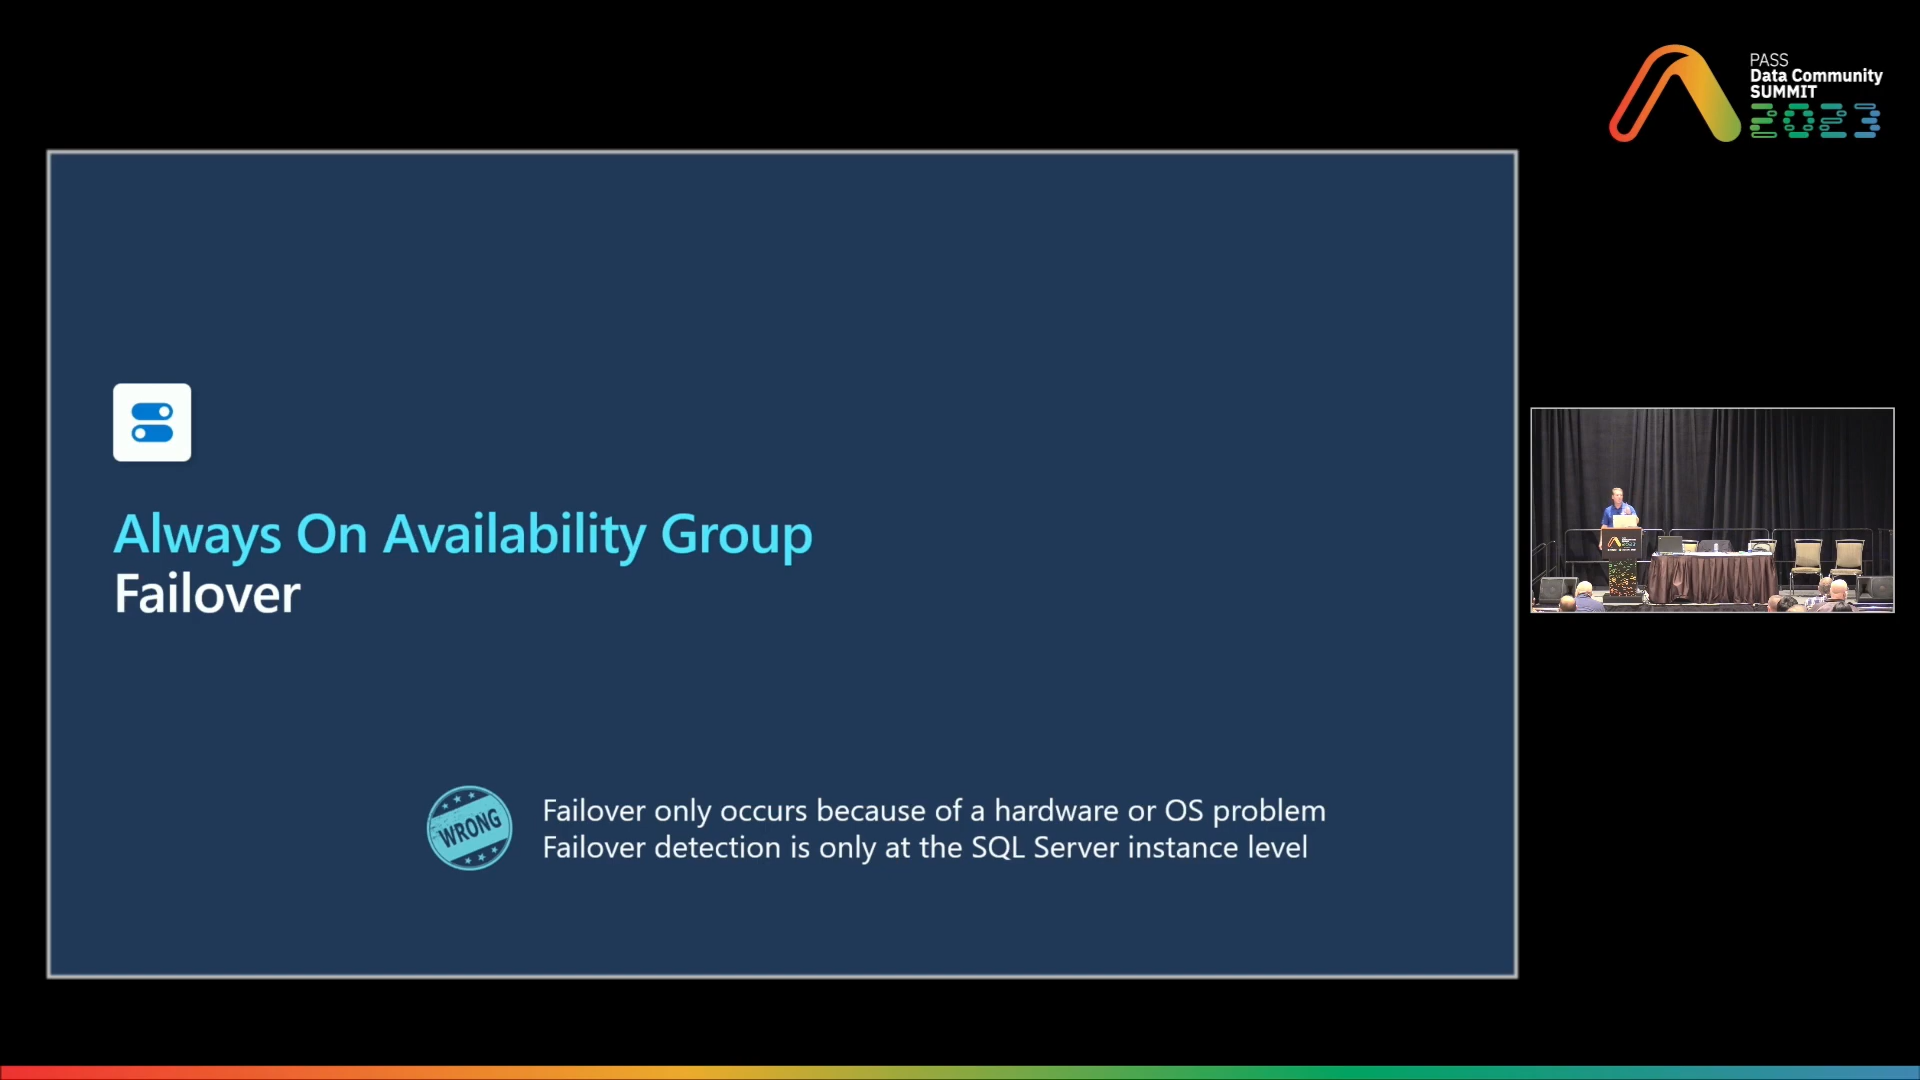 PASS
Data Community
SUMMIT
2023
Always On Availability Group
Failover
WRONG
Failover only occurs because of a hardware or OS problem
Failover detection is only at the SQL Server instance level